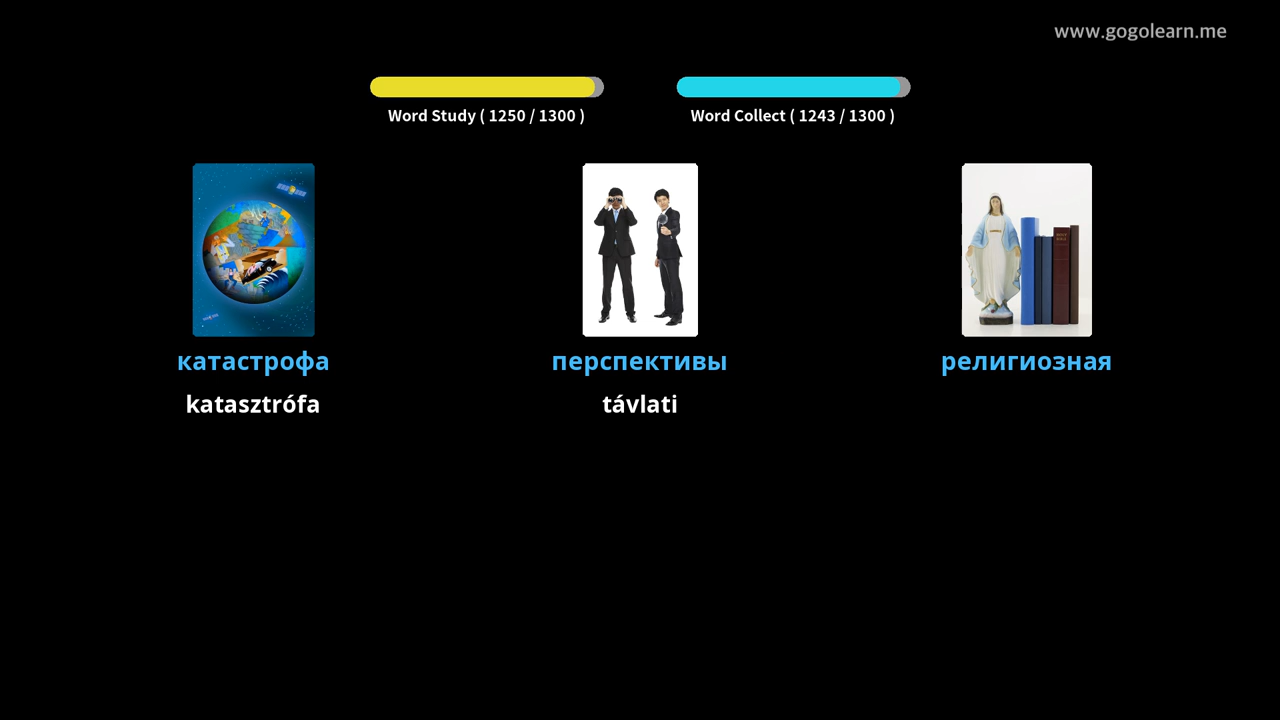 www.gogolearn.me
Word Study ( 1250 / 1300 )
Word Collect ( 1243 / 1300 )
катастрофа
перспективы
религиозная
katasztrófa
távlati